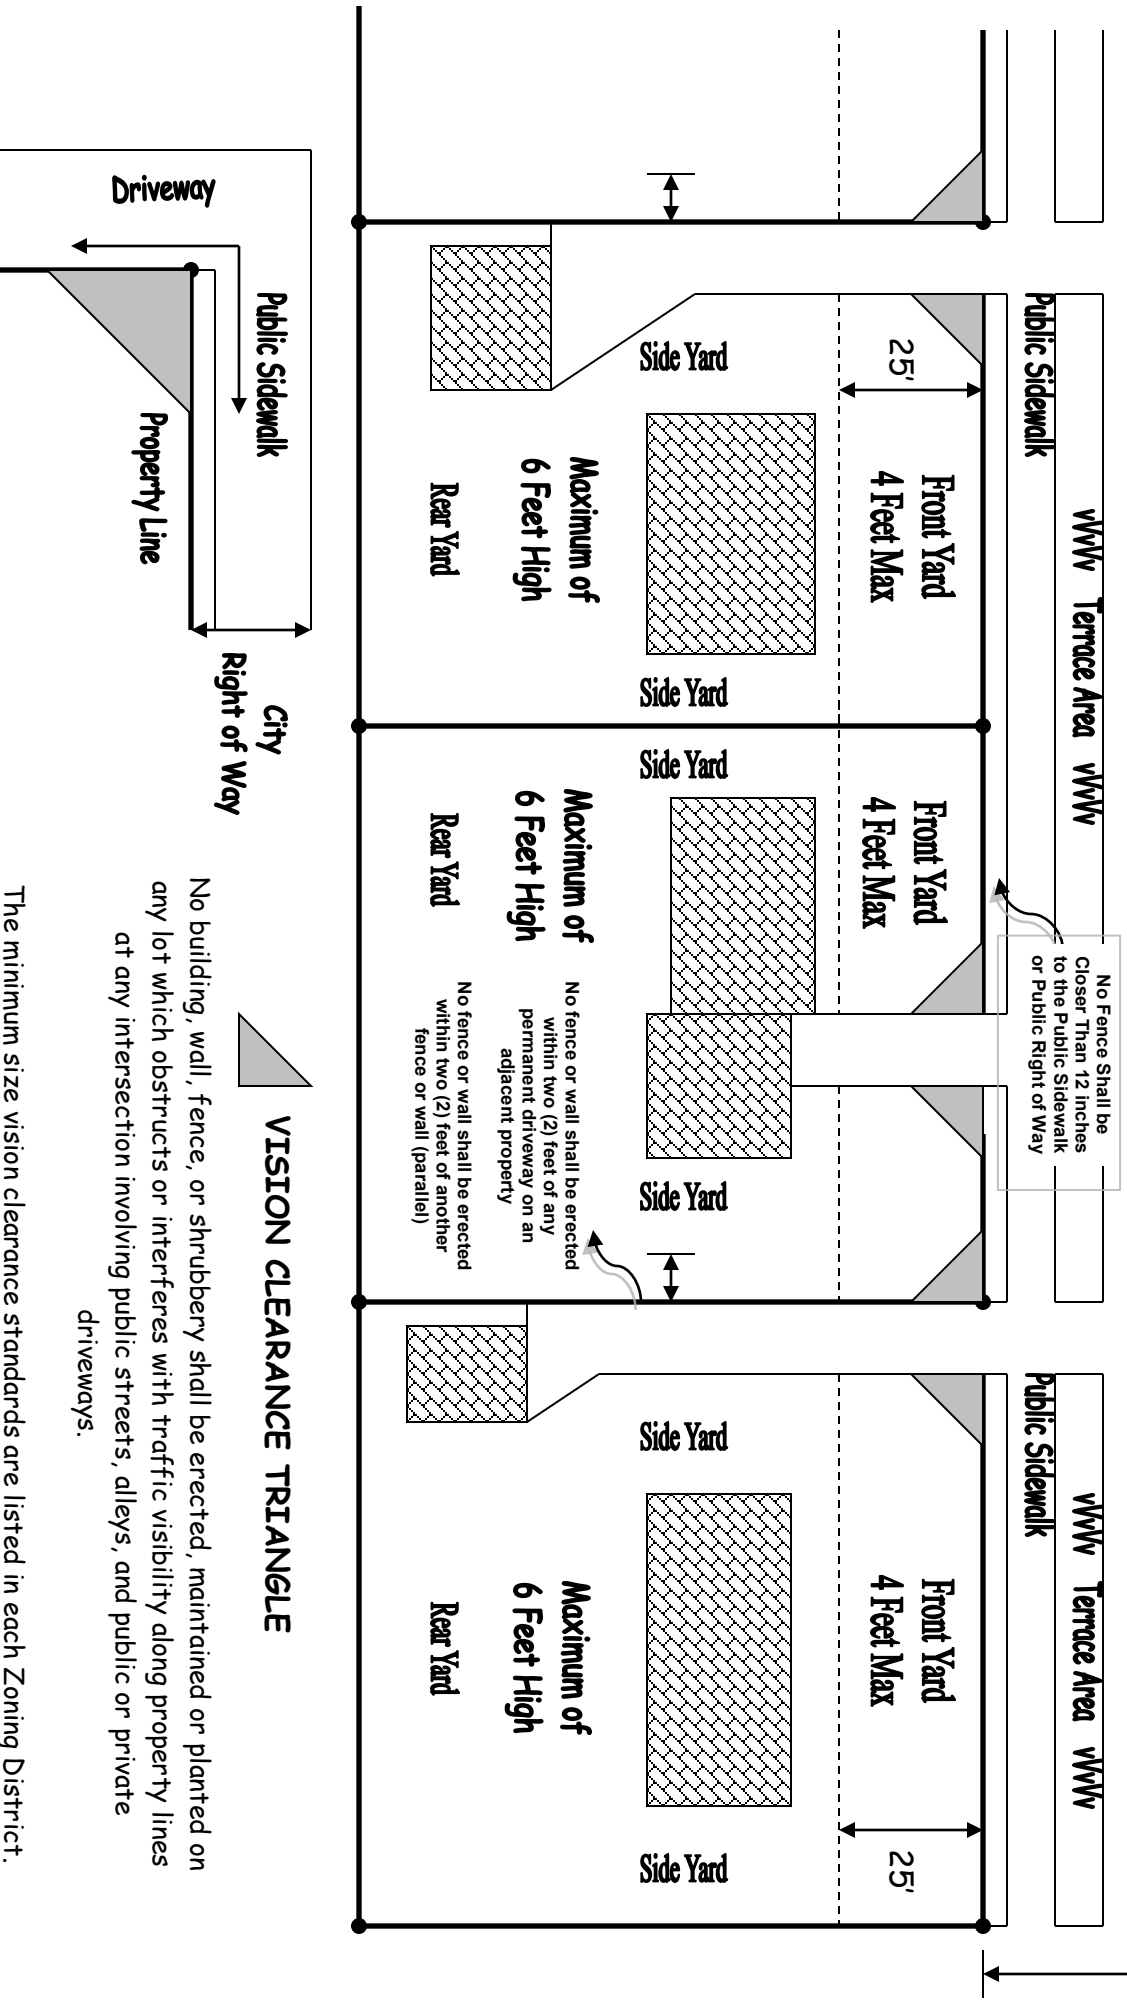 vVvV Terrace Area vVvV
vVvV Terrace Area vVvV
Public Sidewalk
Public Sidewalk
No Fence Shall be
Closer Than 12 inches
to the Public Sidewalk
or Public Right of Way
25'
Front Yard
4 Feet Max
Front Yard
4 Feet Max
Front Yard
4 Feet Max
25'
Side Yard
Side Yard
Side Yard
Side Yard
Side Yard
Side Yard
Maximum of
6 Feet High
Rear Yard
Maximum of
6 Feet High
Rear Yard
No fence or wall shall be erected
within two (2) feet of any
permanent driveway on an
adjacent property
No fence or wall shall be erected
within two (2) feet of another
fence or wall (parallel)
Maximum of
6 Feet High
Rear Yard
Driveway
Public Sidewalk
Property Line
City
Right of Way
VISION CLEARANCE TRIANGLE
No building, wall, fence, or shrubbery shall be erected, maintained or planted on
any lot which obstructs or interferes with traffic visibility along property lines
at any intersection involving public streets, alleys, and public or private
driveways.
The minimum size vision clearance standards are listed in each Zoning District.